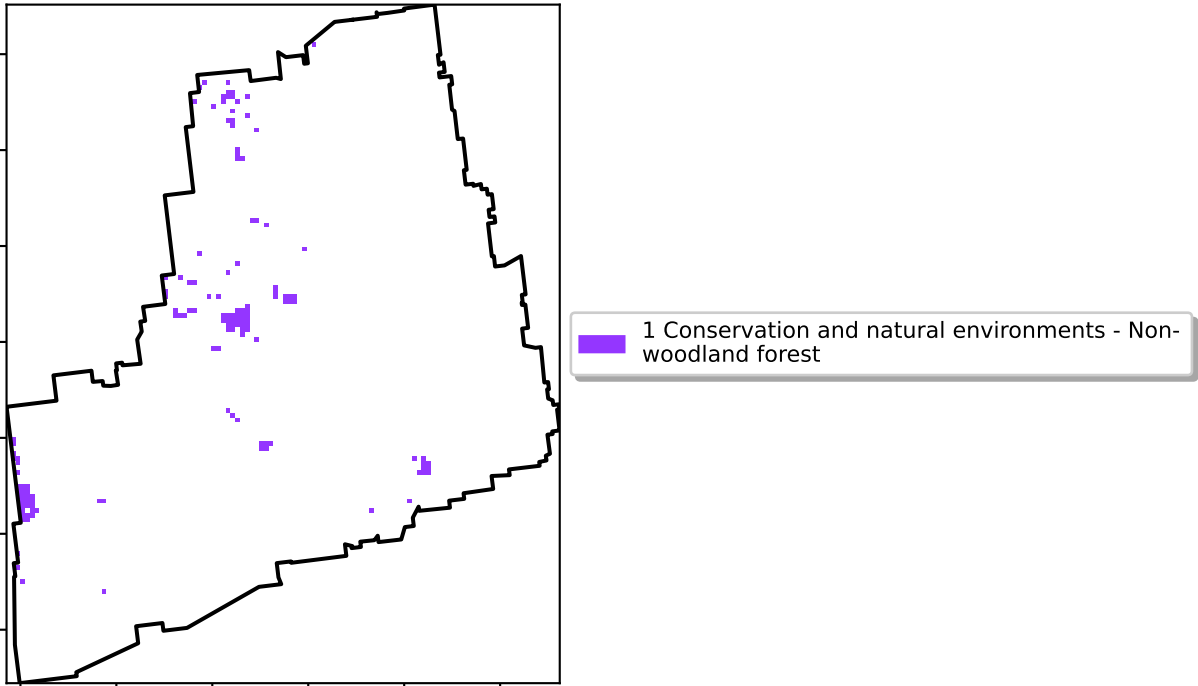 1 Conservation and natural environments - Non-
woodland forest